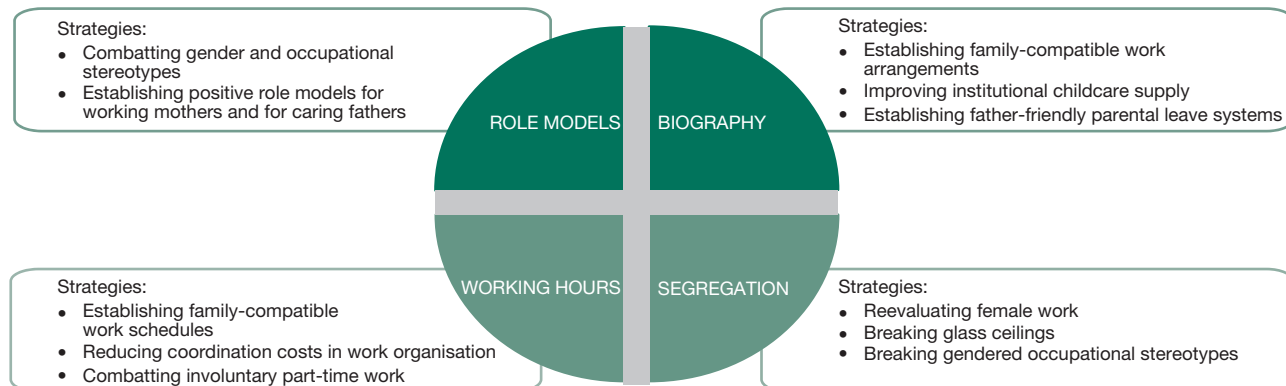 Strategies:
• Combatting gender and occupational
stereotypes
• Establishing positive role models for
working mothers and for caring fathers
ROLE MODELS
BIOGRAPHY
Strategies:
• Establishing family-compatible work
arrangements
• Improving institutional childcare supply
• Establishing father-friendly parental leave systems
Strategies:
• Establishing family-compatible
work schedules
• Reducing coordination costs in work organisation
• Combatting involuntary part-time work
WORKING HOURS
SEGREGATION
Strategies:
• Reevaluating female work
• Breaking glass ceilings
• Breaking gendered occupational stereotypes